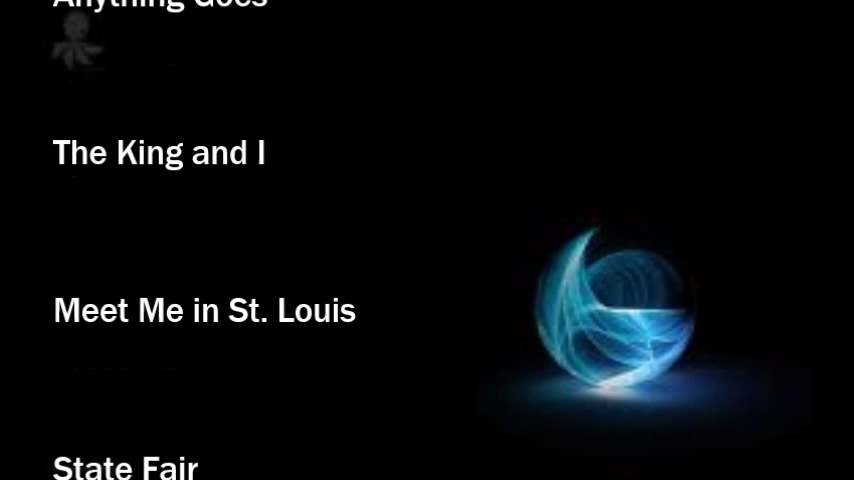 Anything Goes
The King and I
Meet Me in St. Louis
State Fair